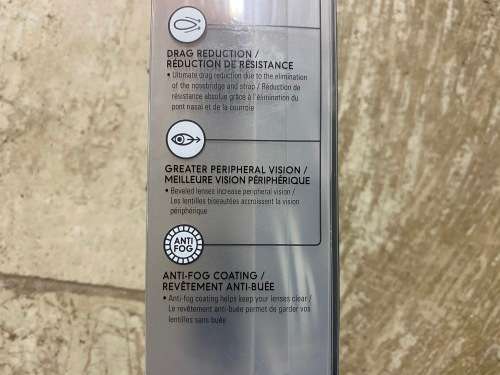 DRAG REDUCTION /
RÉDUCTION DE RÉSISTANCE
• Ultimate drag reduction due to the elimination
of the nosebridge and strap / Réduction de
résistance absolue grâce à l'élimination du
pont nasal et de la courroie
GREATER PERIPHERAL VISION /
MEILLEURE VISION PÉRIPHÉRIQUE
• Beveled lenses increase peripheral vision /
Les lentilles biseautées accroissent la vision
périphérique
ANTI
FOG
ANTI-FOG COATING /
REVÊTEMENT ANTI-BUÉE
• Anti-fog coating helps keep your lenses clear /
Le revêtement anti-buée permet de garder vos
lentilles sans buée